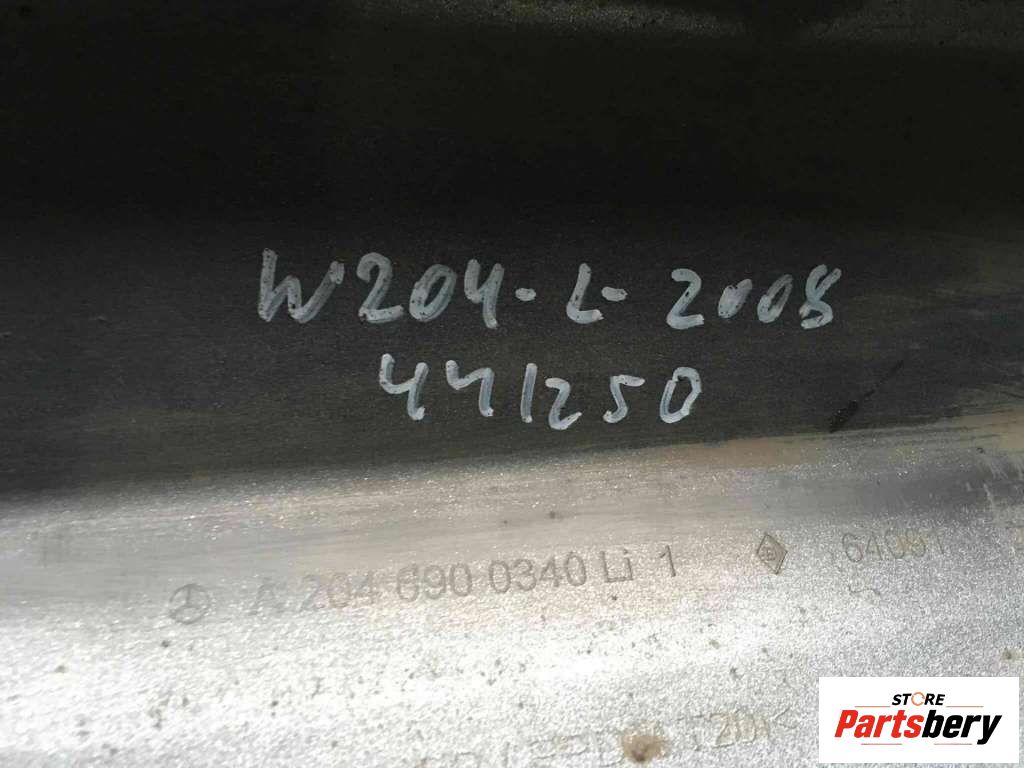 W204-L-2008
441250
A 204 690 0340 Li 1
STORE
Partsbery